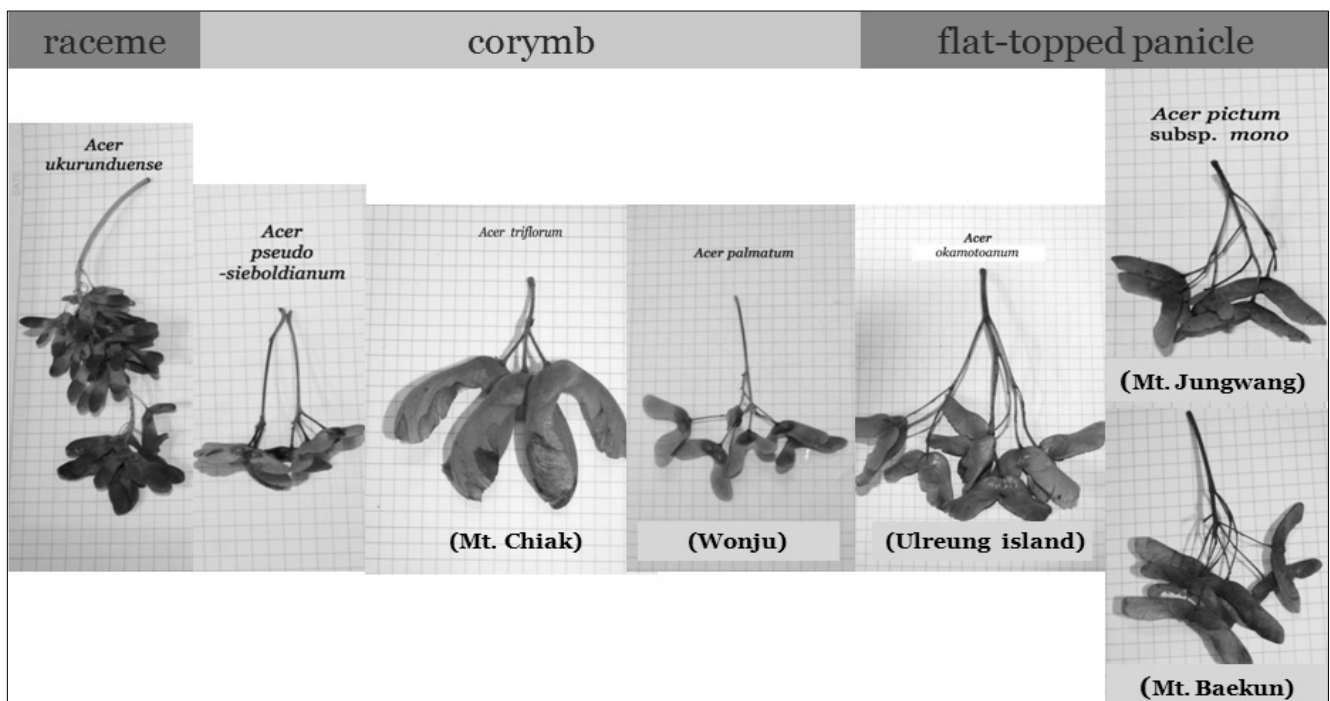 raceme
corymb
flat-topped panicle
Acer
ukurunduense
Acer
pseudo
-sieboldianum
Acer triflorum
(Mt. Chiak)
Acer palmatum
(Wonju)
Acer
okamotoanum
(Ulreung island)
Acer pictum
subsp. mono
(Mt. Jungwang)
(Mt. Baekun)